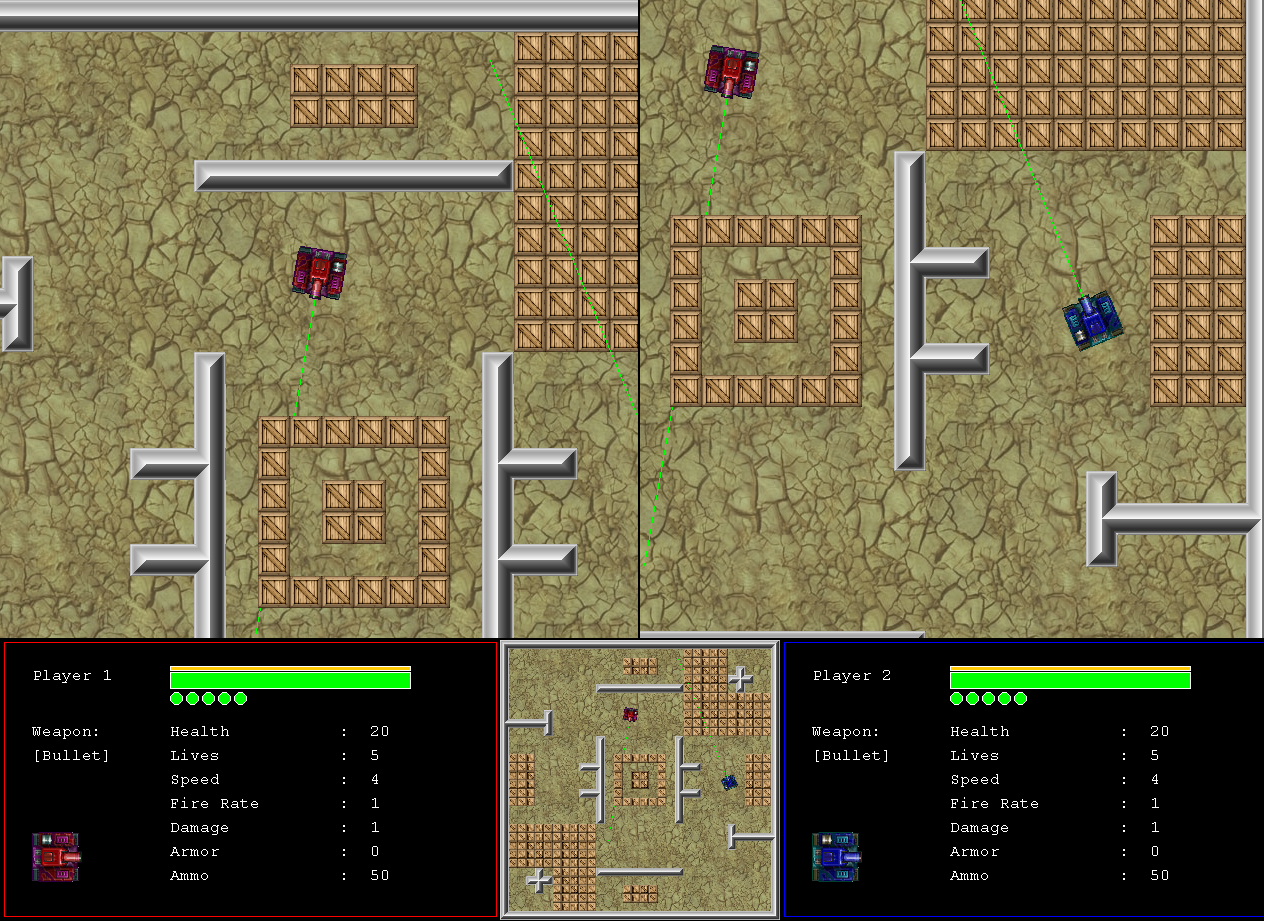 Player 1
Weapon:
[Bullet]
Health : 20
Lives : 5
Speed : 4
Fire Rate : 1
Damage : 1
Armor : 0
Ammo : 50
Player 2
Weapon:
[Bullet]
Health : 20
Lives : 5
Speed : 4
Fire Rate : 1
Damage : 1
Armor : 0
Ammo : 50